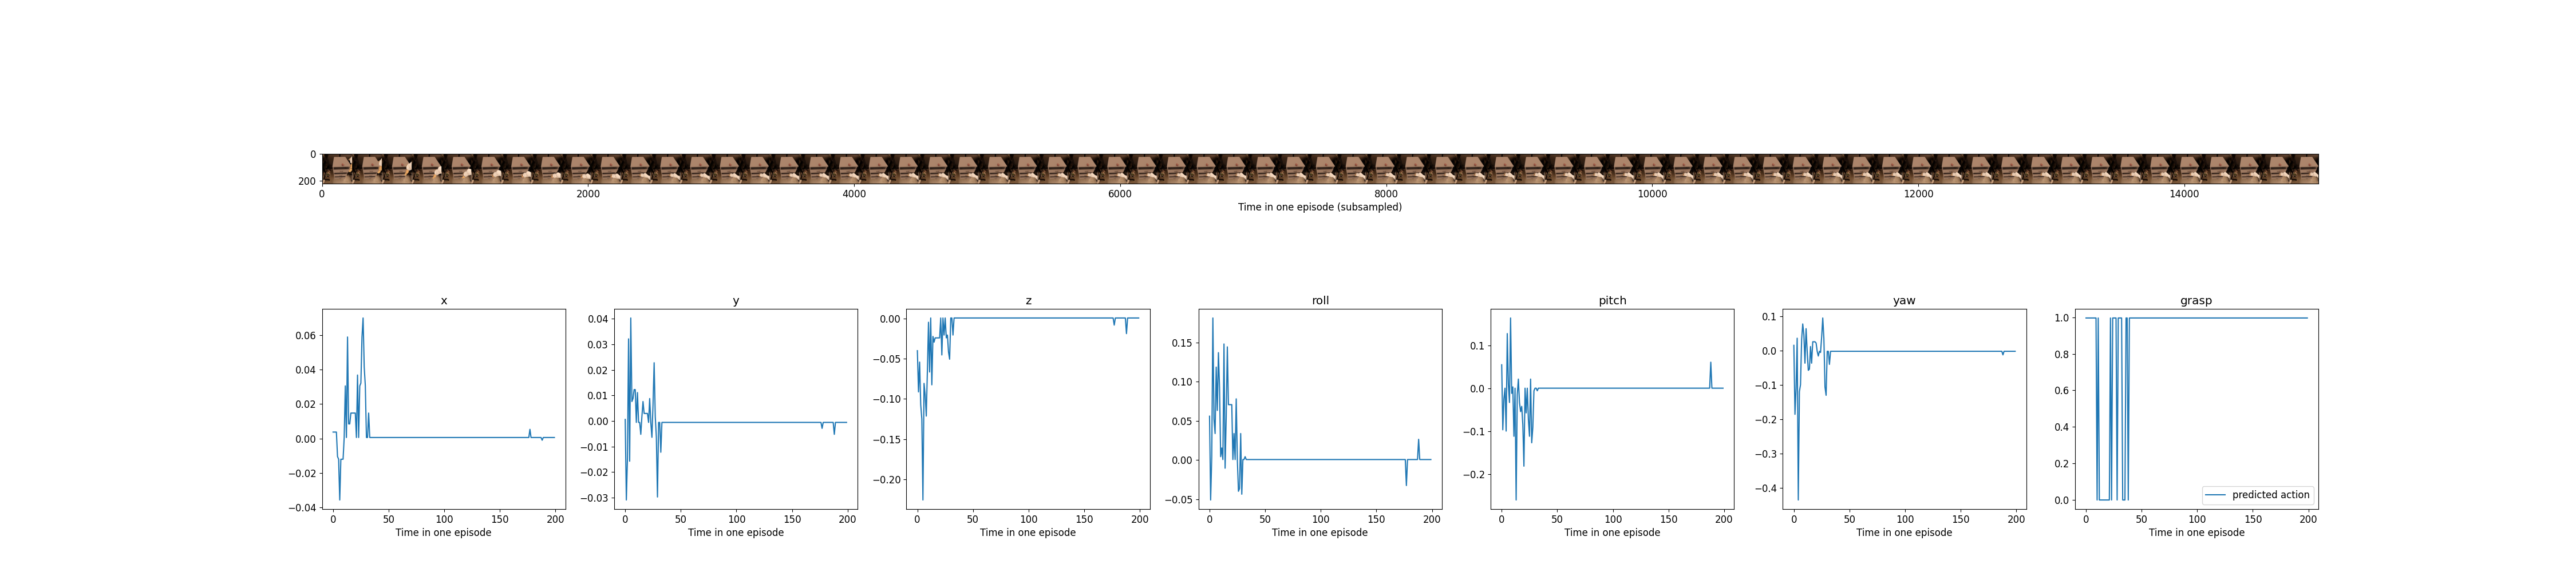 0
200
0 2000 4000 6000 8000 10000 12000 14000
Time in one episode (subsampled)
x y z roll pitch yaw grasp
0.06
0.04
0.02
0.00
−0.02
−0.04
0 50 100 150 200
Time in one episode
0.04
0.03
0.02
0.01
0.00
−0.01
−0.02
−0.03
0 50 100 150 200
Time in one episode
0.00
−0.05
−0.10
−0.15
−0.20
0 50 100 150 200
Time in one episode
0.15
0.10
0.05
0.00
−0.05
0 50 100 150 200
Time in one episode
0.1
0.0
−0.1
−0.2
0 50 100 150 200
Time in one episode
0.1
0.0
−0.1
−0.2
−0.3
−0.4
0 50 100 150 200
Time in one episode
1.0
0.8
0.6
0.4
0.2
0.0
predicted action
0 50 100 150 200
Time in one episode